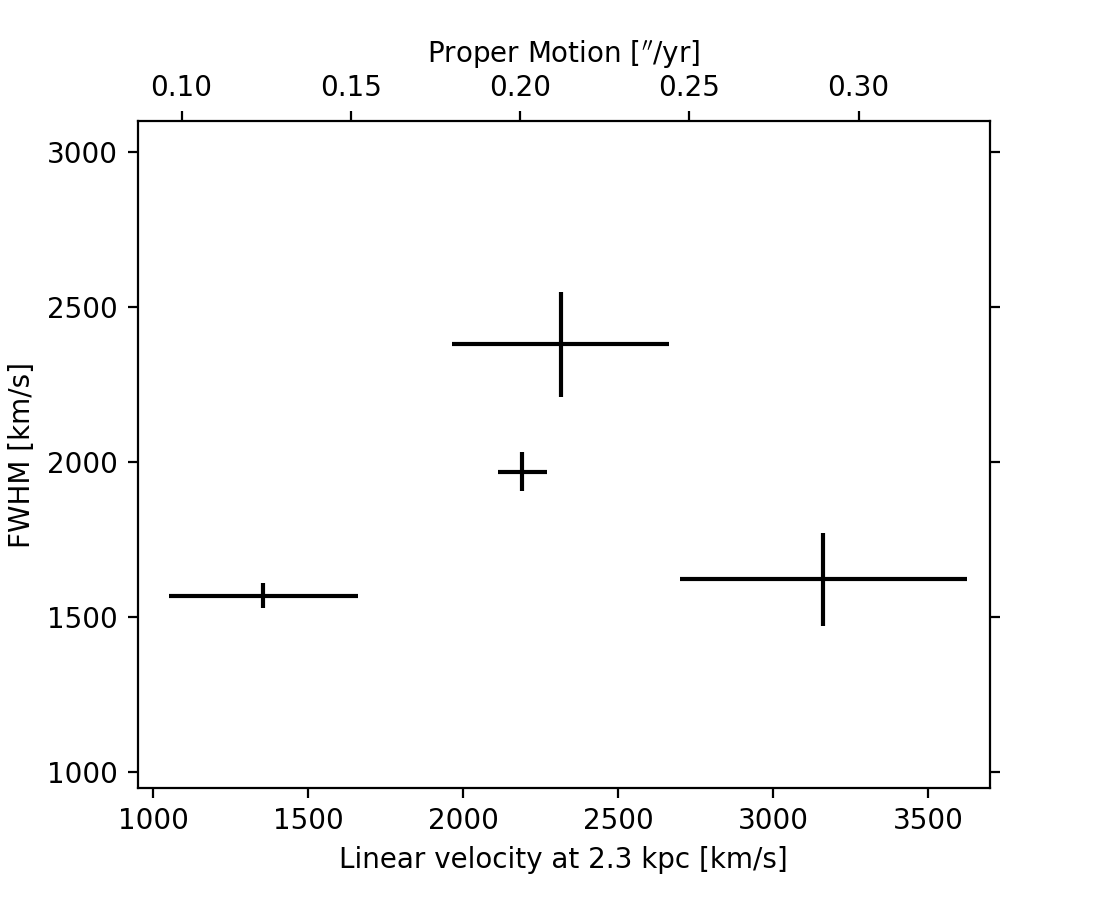 Proper Motion [″/yr]
0.10 0.15 0.20 0.25 0.30
3000
2500
2000
1500
1000
FWHM [km/s]
1000 1500 2000 2500 3000 3500
Linear velocity at 2.3 kpc [km/s]